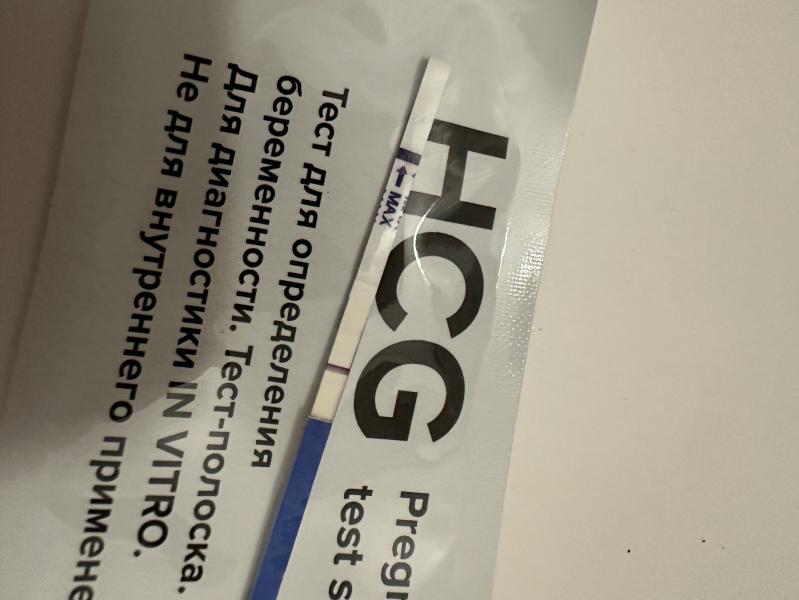 HCG
Pregn
test s
Тест для определения
беременности.
Для диагностики IN VITRO. Тест-полоска.
Не для внутреннего примене
← MAX